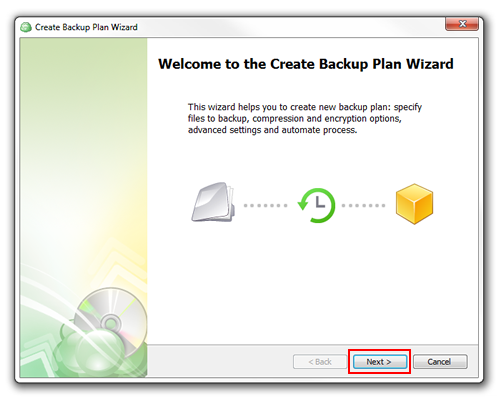 Create Backup Plan Wizard
Welcome to the Create Backup Plan Wizard
This wizard helps you to create new backup plan: specify
files to backup, compression and encryption options,
advanced settings and automate process.
< Back
Next >
Cancel